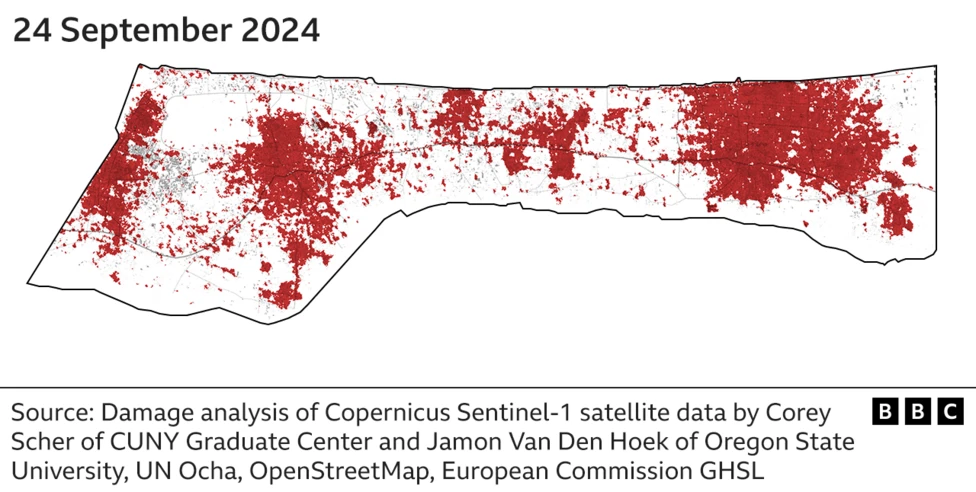 24 September 2024
Source: Damage analysis of Copernicus Sentinel-1 satellite data by Corey
Scher of CUNY Graduate Center and Jamon Van Den Hoek of Oregon State
University, UN Ocha, OpenStreetMap, European Commission GHSL
BBC